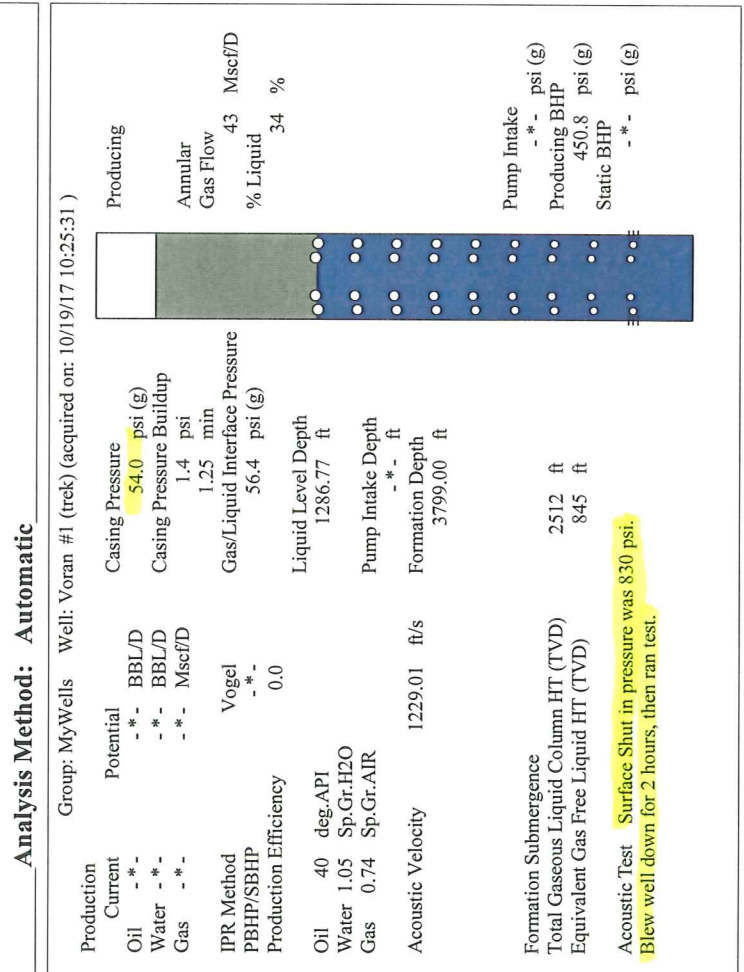 Analysis Method: Automatic
Group: MyWells Well: Voran #1 (trek) (acquired on: 10/19/17 10:25:31 )
Production
Current Potential
Oil - * - - * - BBL/D
Water - * - - * - BBL/D
Gas - * - - * - Mscf/D
IPR Method Vogel
PBHP/SBHP - * -
Production Efficiency 0.0
Oil 40 deg.API
Water 1.05 Sp.Gr.H2O
Gas 0.74 Sp.Gr.AIR
Acoustic Velocity 1229.01 ft/s
Formation Submergence
Total Gaseous Liquid Column HT (TVD) 2512 ft
Equivalent Gas Free Liquid HT (TVD) 845 ft
Acoustic Test Surface Shut in pressure was 830 psi.
Blew well down for 2 hours, then ran test.
Casing Pressure
54.0 psi (g)
Casing Pressure Buildup
1.4 psi
1.25 min
Gas/Liquid Interface Pressure
56.4 psi (g)
Liquid Level Depth
1286.77 ft
Pump Intake Depth
- * - ft
Formation Depth
3799.00 ft
Producing
Annular
Gas Flow
43 Mscf/D
% Liquid
34 %
Pump Intake
- * - psi (g)
Producing BHP
450.8 psi (g)
Static BHP
- * - psi (g)